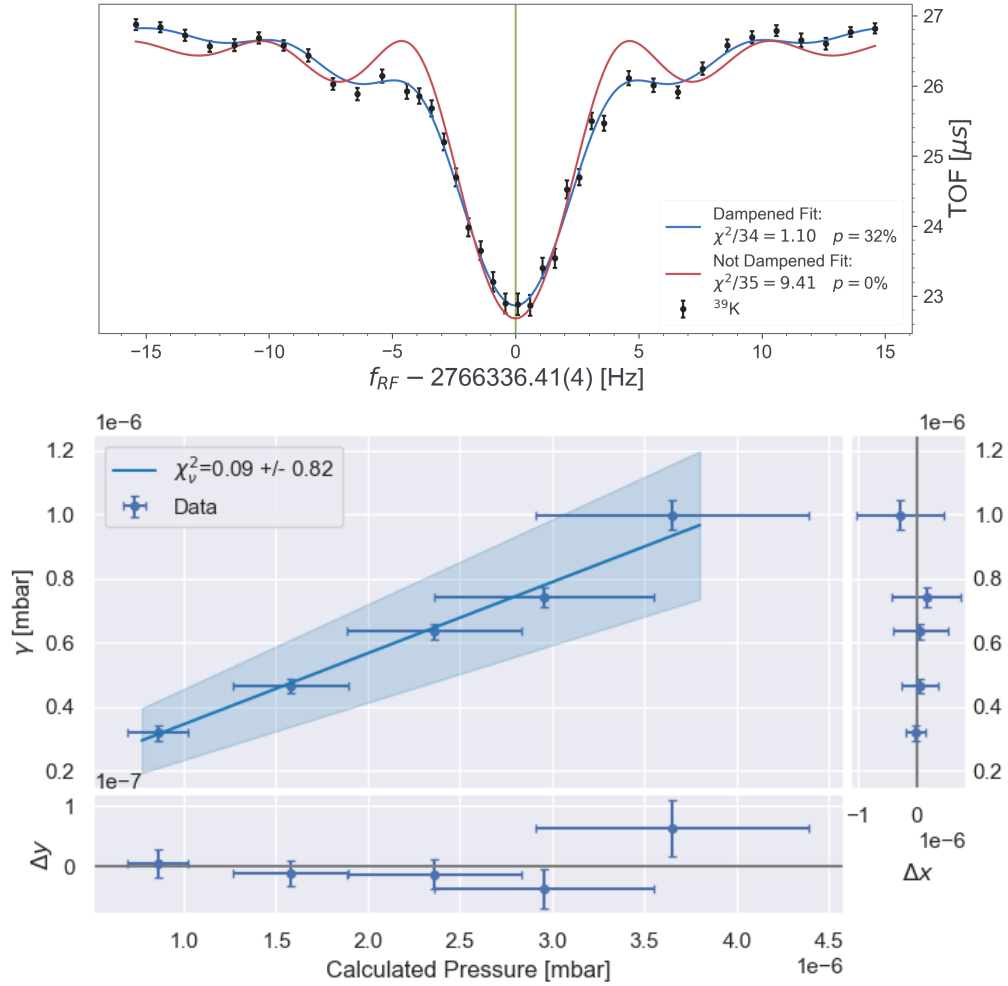 27
26
25
24
23
TOF [μs]
Dampened Fit:
χ²/34 = 1.10 p = 32%
Not Dampened Fit:
χ²/35 = 9.41 p = 0%
³⁹K
−15 −10 −5 0 5 10 15
f_RF − 2766336.41(4) [Hz]
1e−6
1e−6
1.2
1.0
0.8
0.6
0.4
0.2
γ [mbar]
χ²_ν=0.09 +/- 0.82
Data
1.2
1.0
0.8
0.6
0.4
0.2
1e−7
1
0
Δy
−1 0
1e−6
Δx
1.0 1.5 2.0 2.5 3.0 3.5 4.0 4.5
Calculated Pressure [mbar]
1e−6